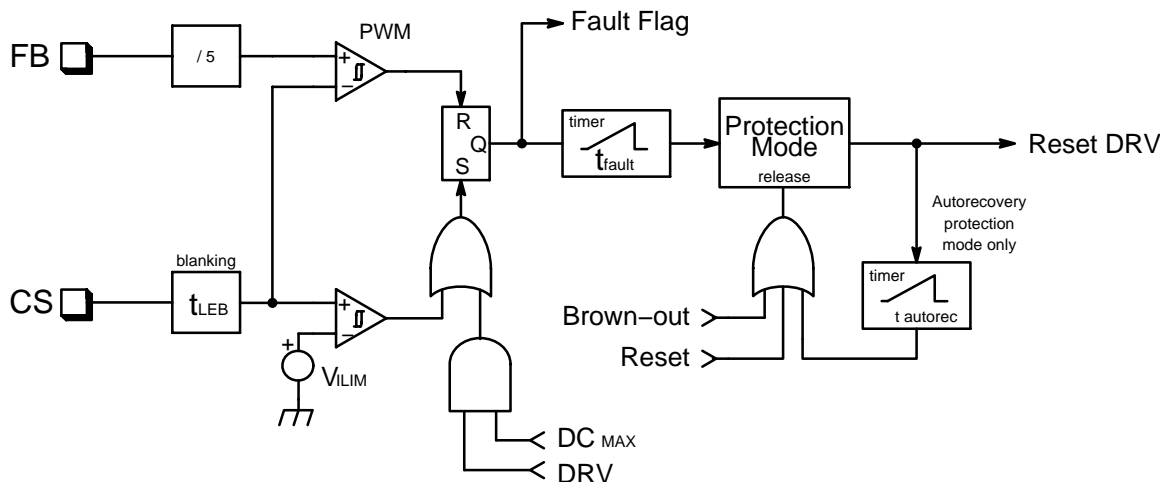 Fault Flag
PWM
FB
/ 5
+
−
R
Q
S
timer
tfault
Protection
Mode
release
Reset DRV
Autorecovery
protection
mode only
blanking
CS
tLEB
+
−
+
VILIM
timer
t autorec
Brown−out
Reset
DC MAX
DRV